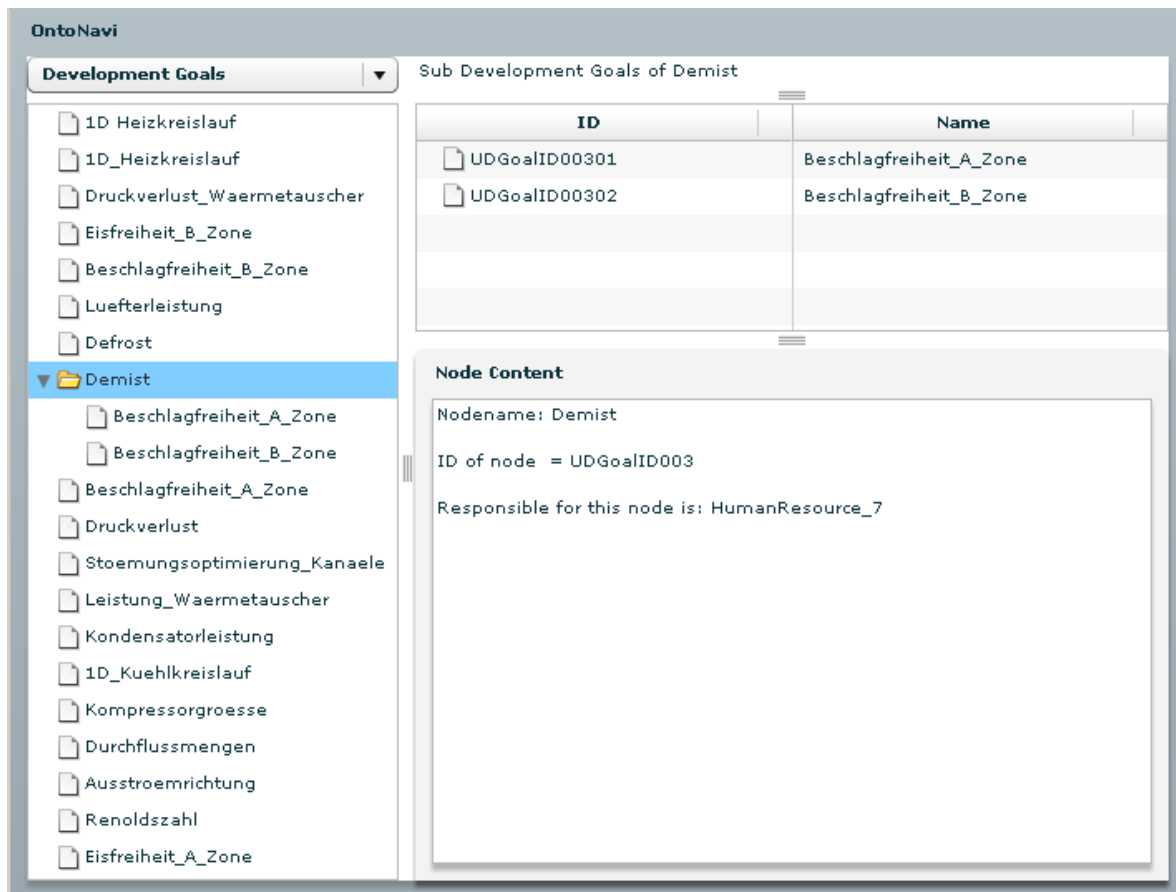 OntoNavi
Development Goals
1D Heizkreislauf
1D_Heizkreislauf
Druckverlust_Waermetauscher
Eisfreiheit_B_Zone
Beschlagfreiheit_B_Zone
Luefterleistung
Defrost
Demist
Beschlagfreiheit_A_Zone
Beschlagfreiheit_B_Zone
Beschlagfreiheit_A_Zone
Druckverlust
Stoemungsoptimierung_Kanaele
Leistung_Waermetauscher
Kondensatorleistung
1D_Kuehlkreislauf
Kompressorgroesse
Durchflussmengen
Ausstroemrichtung
Renoldszahl
Eisfreiheit_A_Zone
Sub Development Goals of Demist
ID Name
UDGoalID00301 Beschlagfreiheit_A_Zone
UDGoalID00302 Beschlagfreiheit_B_Zone
Node Content
Nodename: Demist
ID of node = UDGoalID003
Responsible for this node is: HumanResource_7